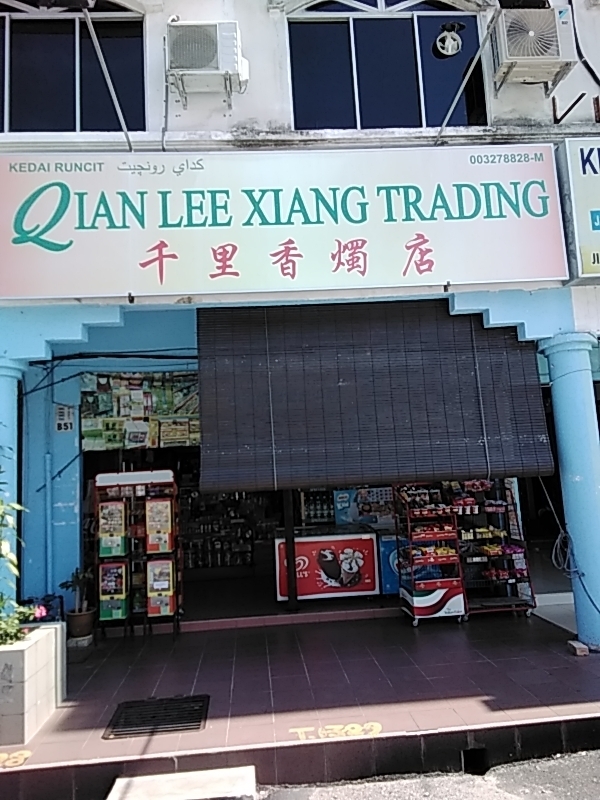 KEDAI RUNCIT كداي رونچيت 003278828-M
QIAN LEE XIANG TRADING
千里香燭店
B51